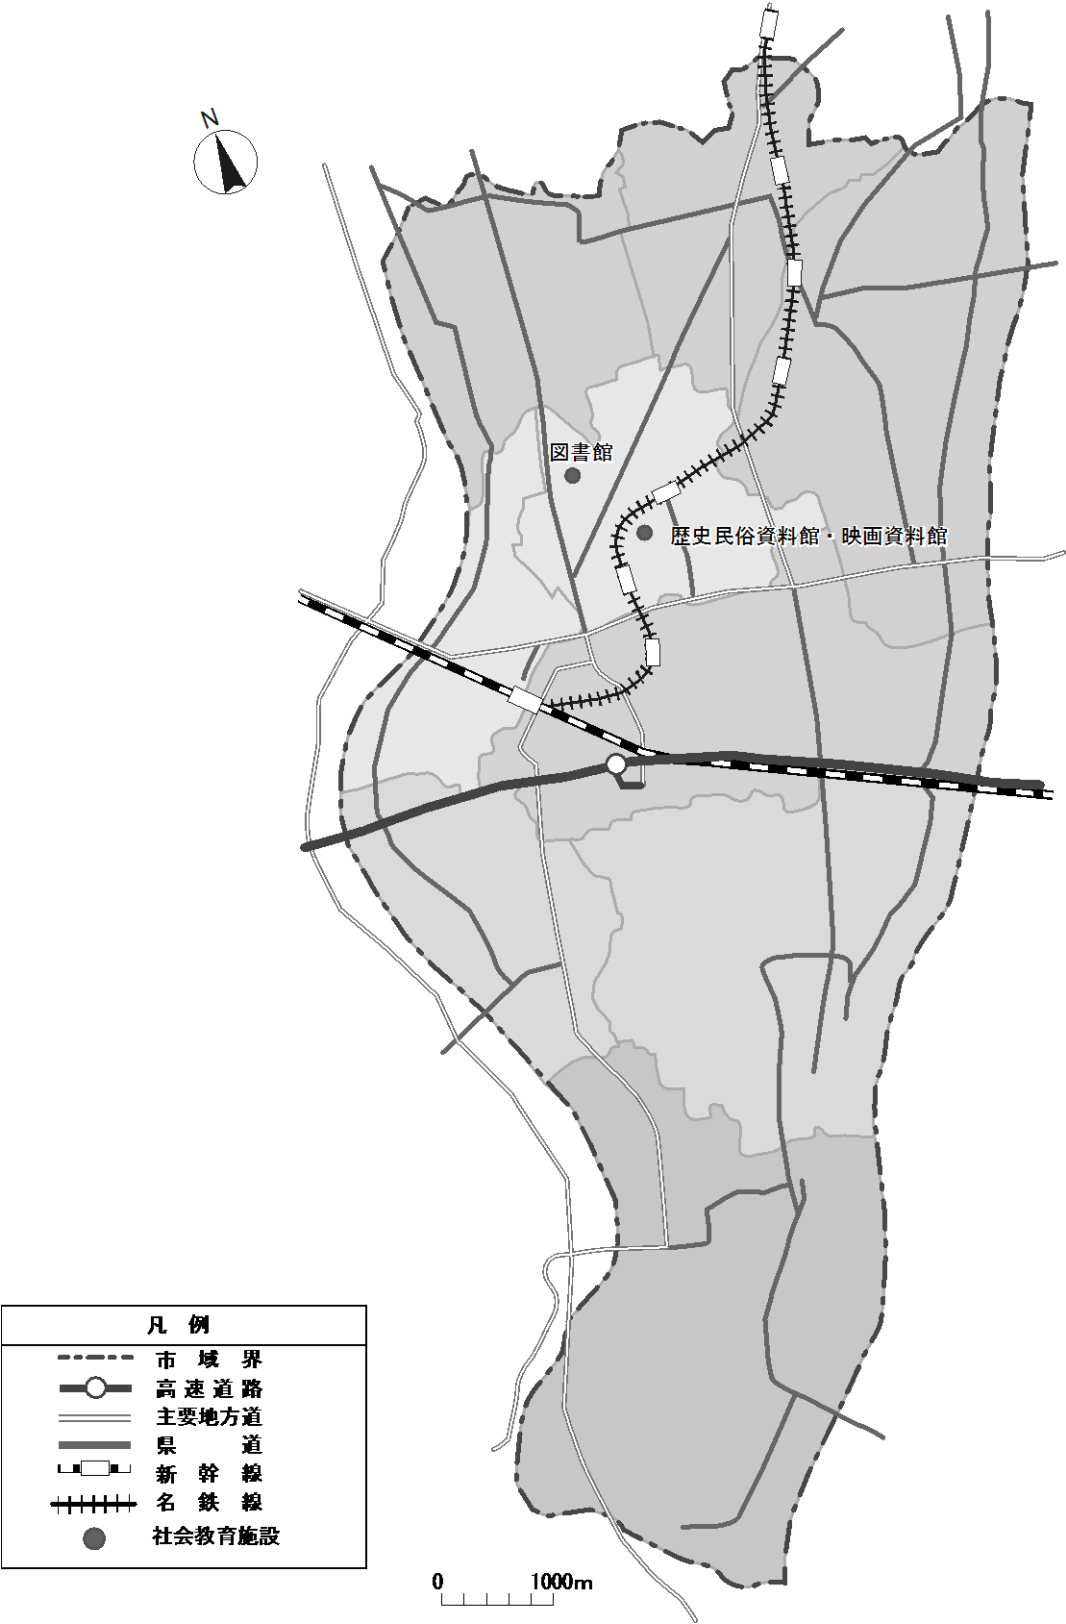 N
図書館
歴史民俗資料館・映画資料館
凡 例
市 域 界
高 速 道 路
主要地方道
県 道
新 幹 線
名 鉄 線
社会教育施設
0 1000m